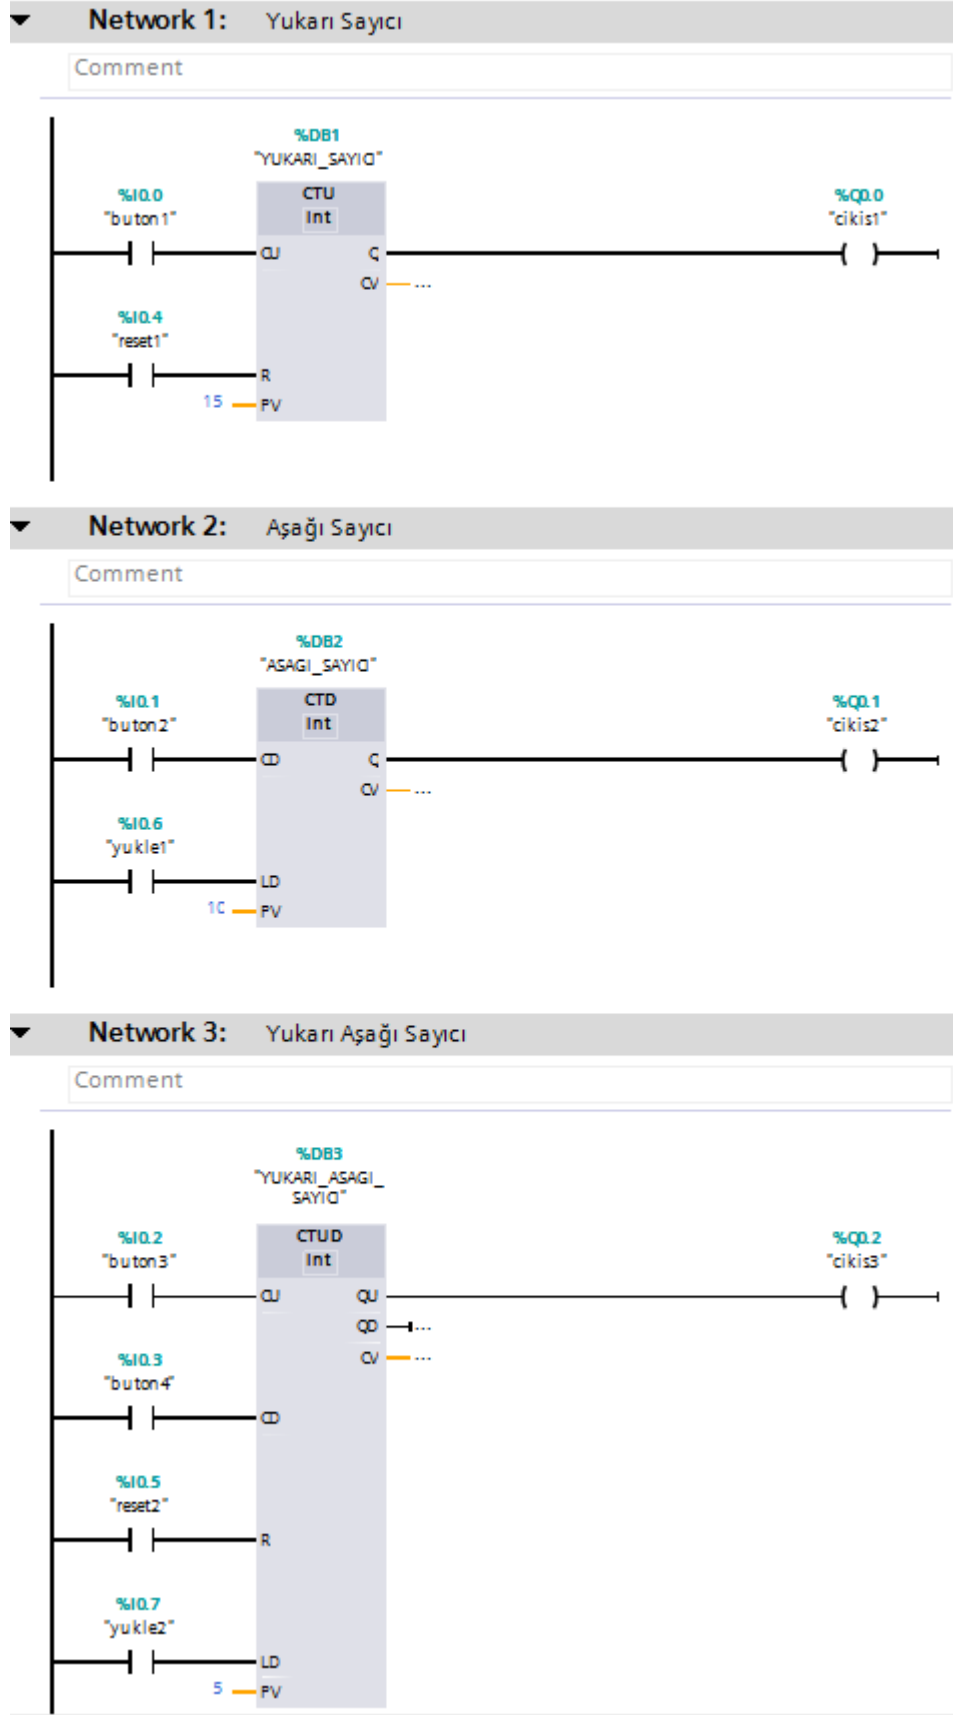 Network 1: Yukarı Sayıcı
Comment
%DB1
"YUKARI_SAYICI"
%I0.0
"buton1"
CTU
Int
%Q0.0
"cikis1"
CU
Q
CV
...
%I0.4
"reset1"
R
15
PV
Network 2: Aşağı Sayıcı
Comment
%DB2
"ASAGI_SAYICI"
%I0.1
"buton2"
CTD
Int
%Q0.1
"cikis2"
CD
Q
CV
...
%I0.6
"yukle1"
LD
10
PV
Network 3: Yukarı Aşağı Sayıcı
Comment
%DB3
"YUKARI_ASAGI_
SAYICI"
%I0.2
"buton3"
CTUD
Int
%Q0.2
"cikis3"
CU
QU
QD
...
CV
...
%I0.3
"buton4"
CD
%I0.5
"reset2"
R
%I0.7
"yukle2"
LD
5
PV